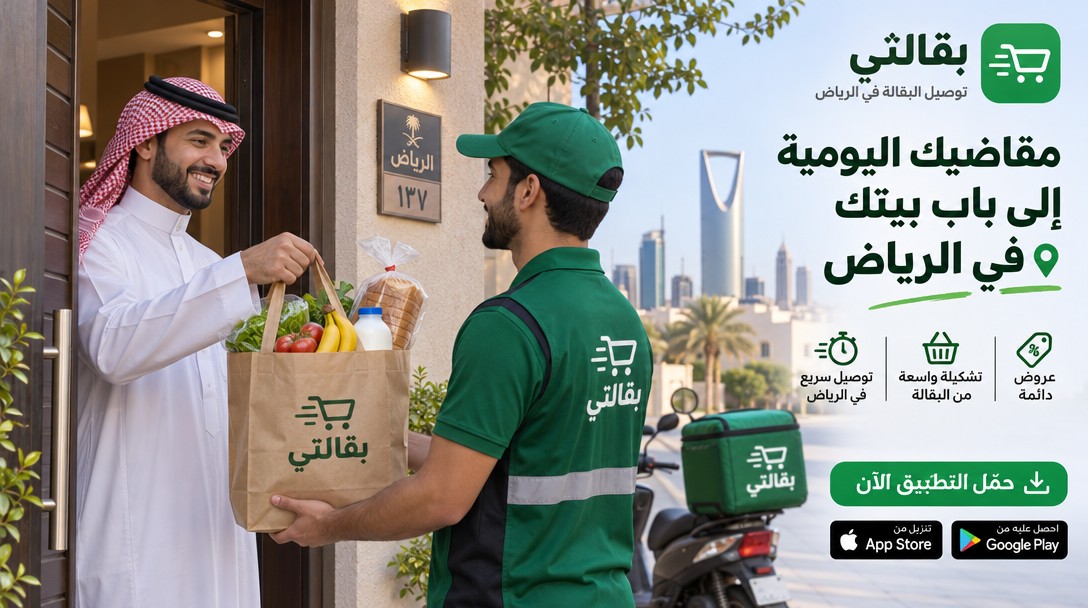 بقالتي
توصيل البقالة في الرياض
مقاضيك اليومية
إلى باب بيتك
في الرياض
عروض
دائمة
تشكيلة واسعة
من البقالة
توصيل سريع
في الرياض
حمّل التطبيق الآن
احصل عليه من
Google Play
تنزيل من
App Store
الرياض
١٣٧
بقالتي
بقالتي
بقالتي